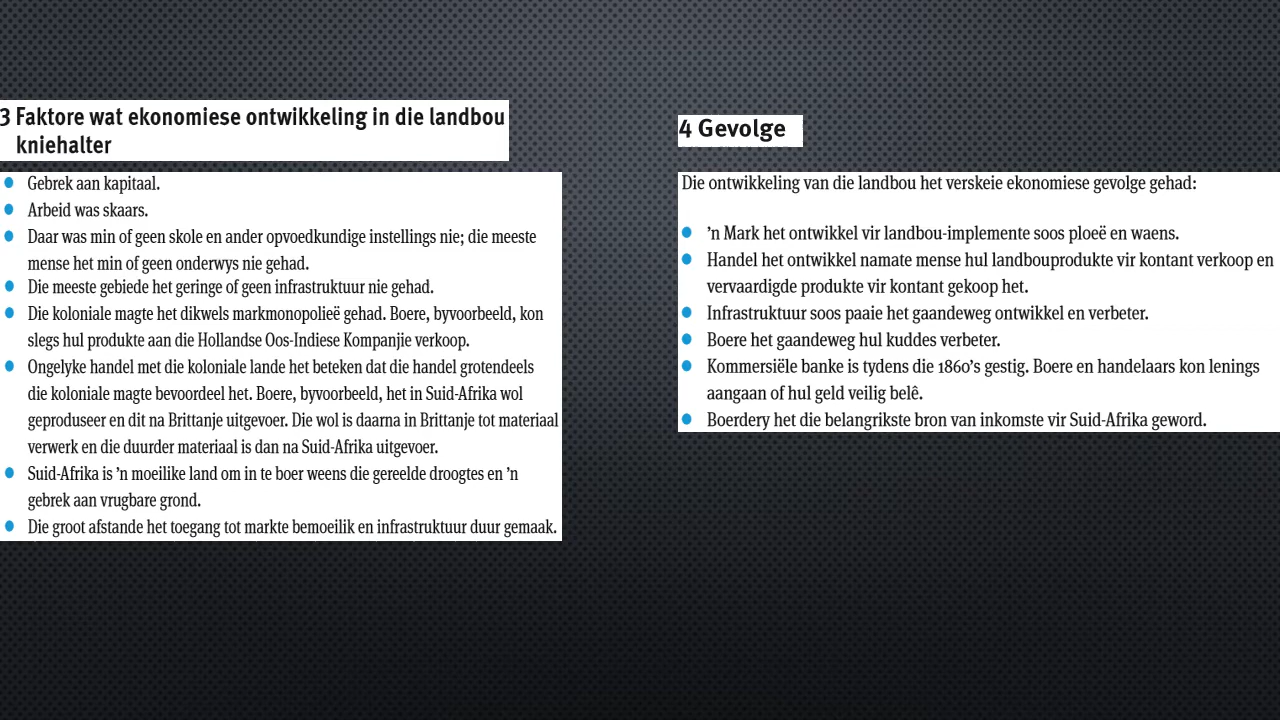 3 Faktore wat ekonomiese ontwikkeling in die landbou
kniehalter
Gebrek aan kapitaal.
Arbeid was skaars.
Daar was min of geen skole en ander opvoedkundige instellings nie; die meeste
mense het min of geen onderwys nie gehad.
Die meeste gebiede het geringe of geen infrastruktuur nie gehad.
Die koloniale magte het dikwels markmonopolieë gehad. Boere, byvoorbeeld, kon
slegs hul produkte aan die Hollandse Oos-Indiese Kompanjie verkoop.
Ongelyke handel met die koloniale lande het beteken dat die handel grotendeels
die koloniale magte bevoordeel het. Boere, byvoorbeeld, het in Suid-Afrika wol
geproduseer en dit na Brittanje uitgevoer. Die wol is daarna in Brittanje tot materiaal
verwerk en die duurder materiaal is dan na Suid-Afrika uitgevoer.
Suid-Afrika is ’n moeilike land om in te boer weens die gereelde droogtes en ’n
gebrek aan vrugbare grond.
Die groot afstande het toegang tot markte bemoeilik en infrastruktuur duur gemaak.
4 Gevolge
Die ontwikkeling van die landbou het verskeie ekonomiese gevolge gehad:
’n Mark het ontwikkel vir landbou-implemente soos ploeë en waens.
Handel het ontwikkel namate mense hul landbouprodukte vir kontant verkoop en
vervaardigde produkte vir kontant gekoop het.
Infrastruktuur soos paaie het gaandeweg ontwikkel en verbeter.
Boere het gaandeweg hul kuddes verbeter.
Kommersiële banke is tydens die 1860’s gestig. Boere en handelaars kon lenings
aangaan of hul geld veilig belê.
Boerdery het die belangrikste bron van inkomste vir Suid-Afrika geword.